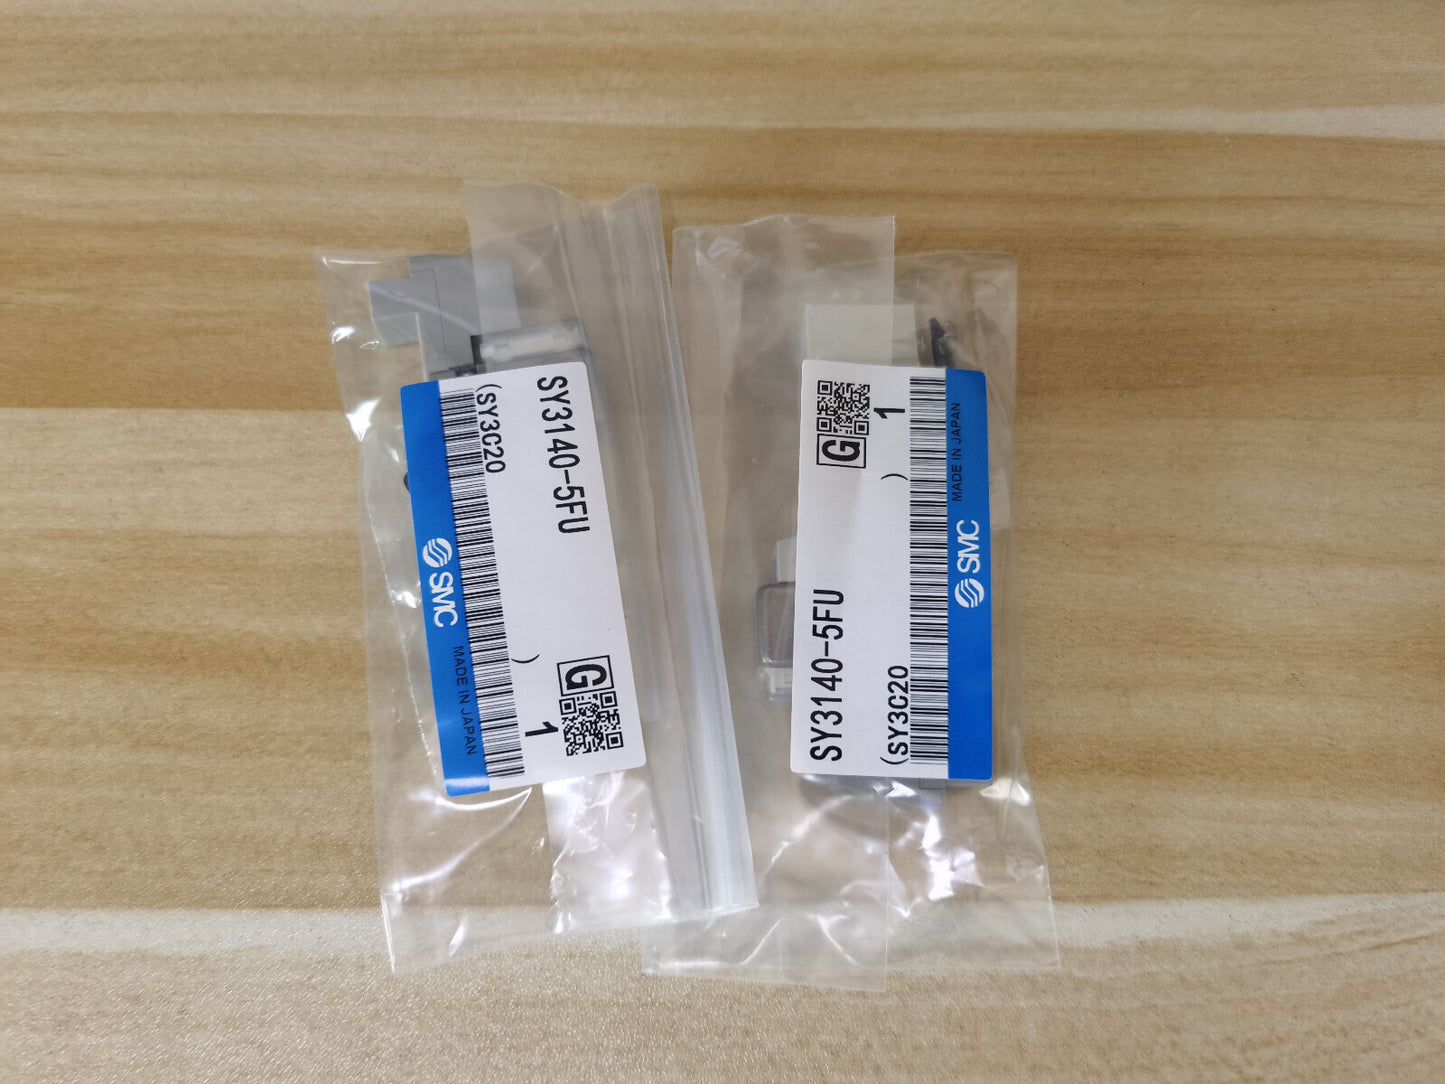 SY3140-5FU
(SY3C20
)
G
1
SMC
MADE IN JAPAN
SY3140-5FU
(SY3C20
)
G
1
SMC
MADE IN JAPAN